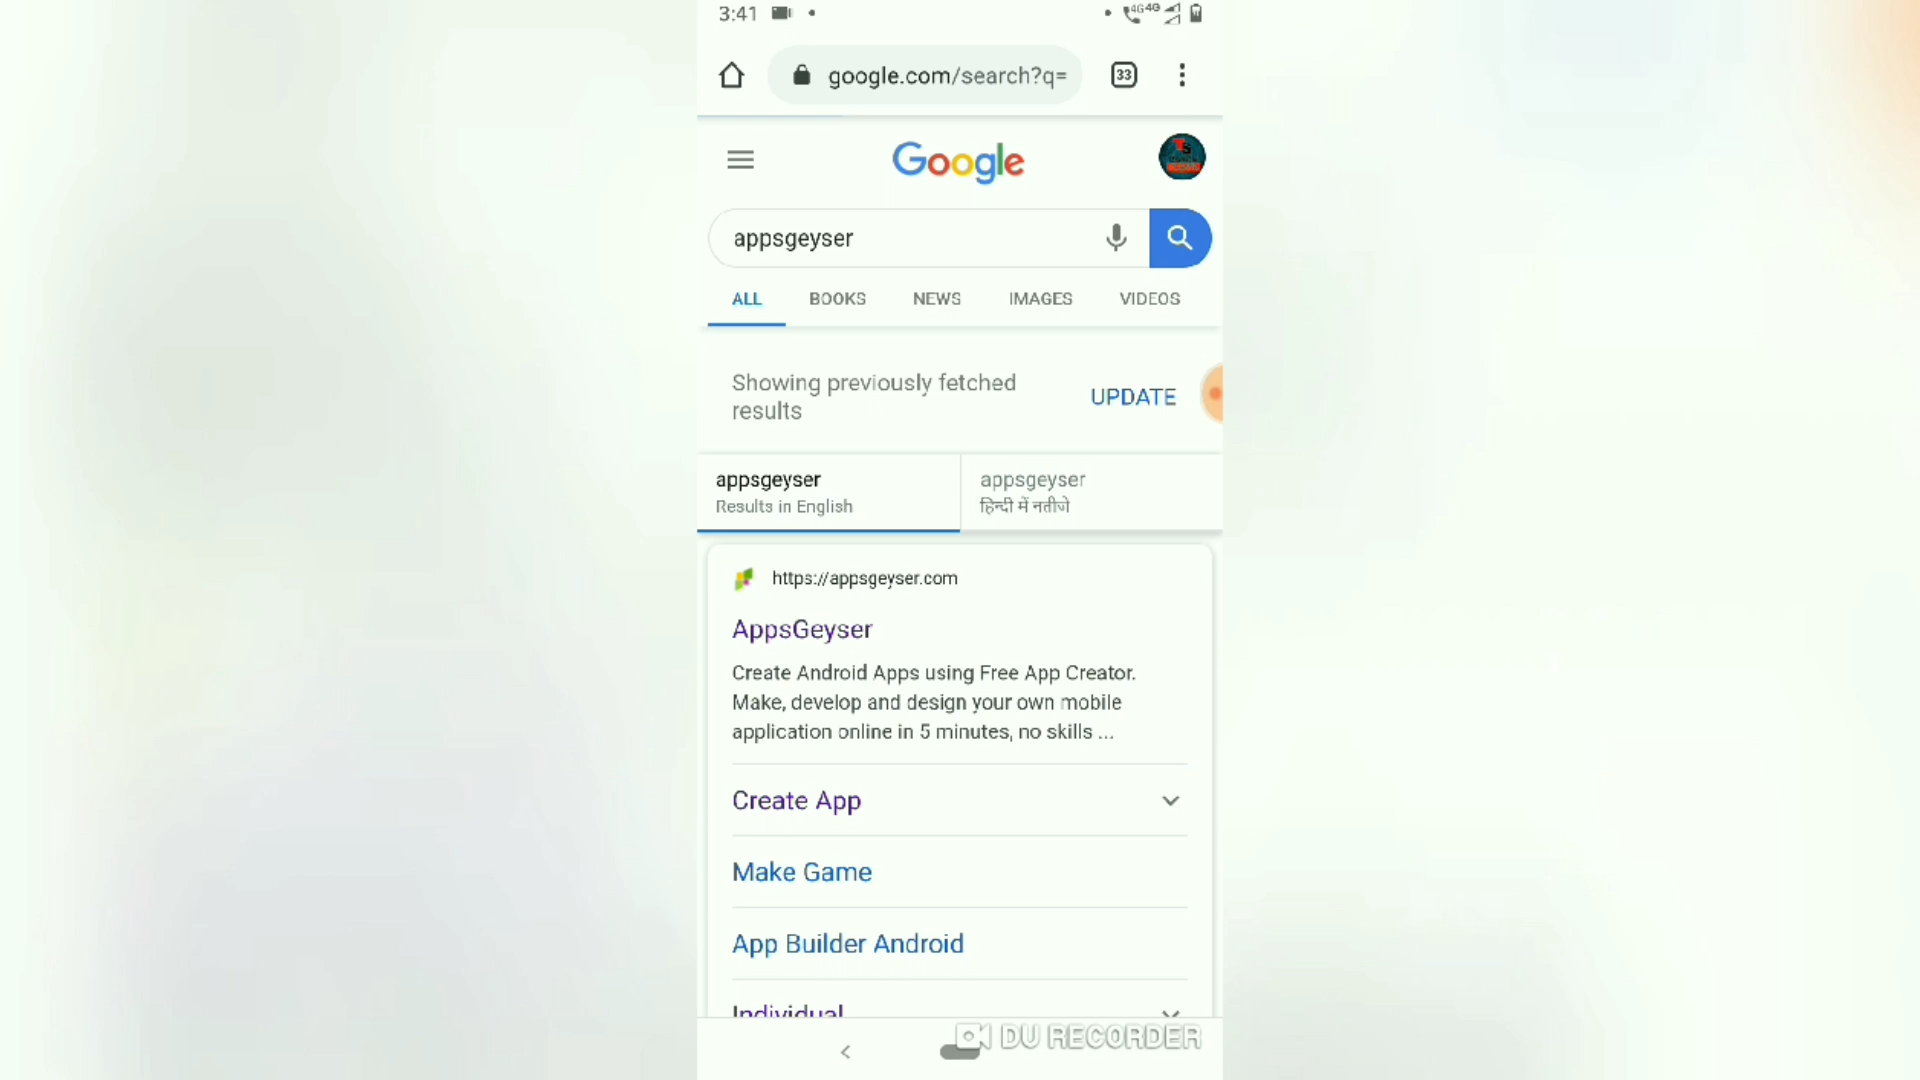 3:41
4G 4G
google.com/search?q=
33
Google
TS
appsgeyser
ALL BOOKS NEWS IMAGES VIDEOS
Showing previously fetched
results
UPDATE
appsgeyser
Results in English
appsgeyser
हिन्दी में नतीजे
https://appsgeyser.com
AppsGeyser
Create Android Apps using Free App Creator.
Make, develop and design your own mobile
application online in 5 minutes, no skills ...
Create App
Make Game
App Builder Android
Individual
DU RECORDER